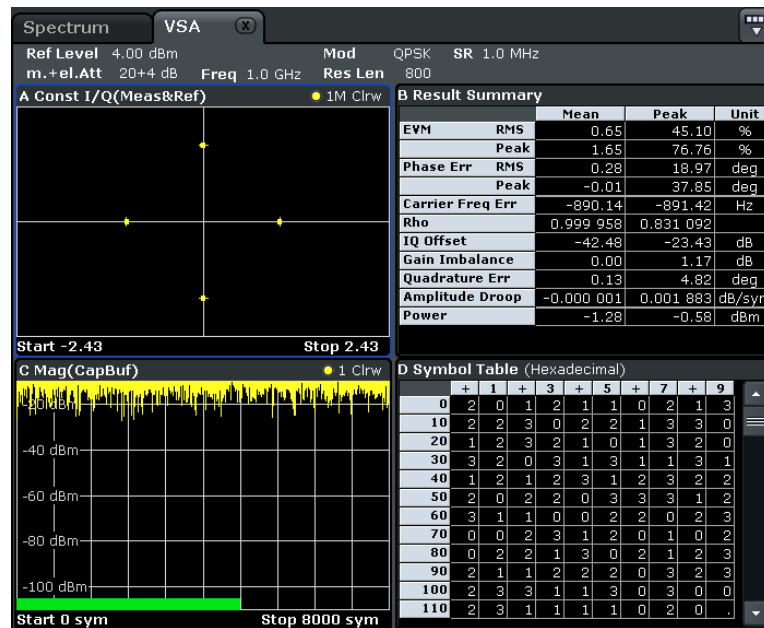 Spectrum VSA X
Ref Level 4.00 dBm Mod QPSK SR 1.0 MHz
m.+el.Att 20+4 dB Freq 1.0 GHz Res Len 800
A Const I/Q(Meas&Ref) 1M Clrw
Start -2.43 Stop 2.43
B Result Summary
Mean Peak Unit
EVM RMS 0.65 45.10 %
Peak 1.65 76.76 %
Phase Err RMS 0.28 18.97 deg
Peak -0.01 37.85 deg
Carrier Freq Err -890.14 -891.42 Hz
Rho 0.999 958 0.831 092
IQ Offset -42.48 -23.43 dB
Gain Imbalance 0.00 1.17 dB
Quadrature Err 0.13 4.82 deg
Amplitude Droop -0.000 001 0.001 883 dB/syr
Power -1.28 -0.58 dBm
C Mag(CapBuf) 1 Clrw
-20 dBm
-40 dBm
-60 dBm
-80 dBm
-100 dBm
Start 0 sym Stop 8000 sym
D Symbol Table (Hexadecimal)
+ 1 + 3 + 5 + 7 + 9
0 2 0 1 2 1 1 0 2 1 3
10 2 2 3 0 2 2 1 3 3 0
20 1 2 3 2 1 0 1 3 2 0
30 3 2 0 3 1 3 1 1 3 1
40 1 2 1 2 3 1 2 3 2 2
50 2 0 2 2 0 3 3 3 1 2
60 3 1 1 0 0 2 2 0 2 3
70 0 0 2 3 1 2 0 1 0 2
80 0 2 2 1 3 0 2 1 2 3
90 2 1 1 2 2 2 0 3 2 3
100 2 3 3 1 1 3 0 3 0 0
110 2 3 1 1 1 1 0 2 0 .